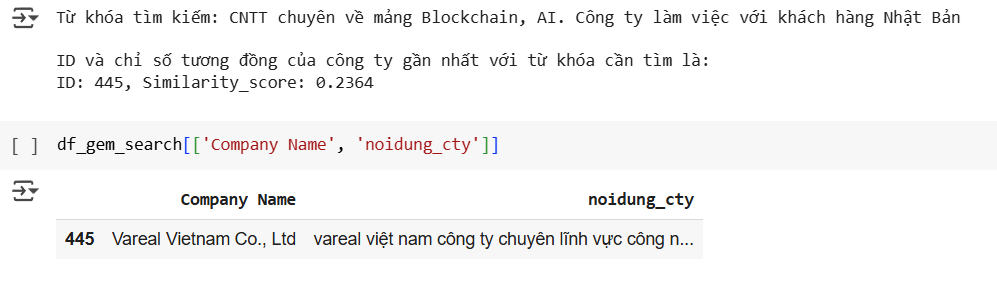 Từ khóa tìm kiếm: CNTT chuyên về mảng Blockchain, AI. Công ty làm việc với khách hàng Nhật Bản
ID và chỉ số tương đồng của công ty gần nhất với từ khóa cần tìm là:
ID: 445, Similarity_score: 0.2364
[ ] df_gem_search[['Company Name', 'noidung_cty']]
Company Name noidung_cty
445 Vareal Vietnam Co., Ltd vareal việt nam công ty chuyên lĩnh vực công n...